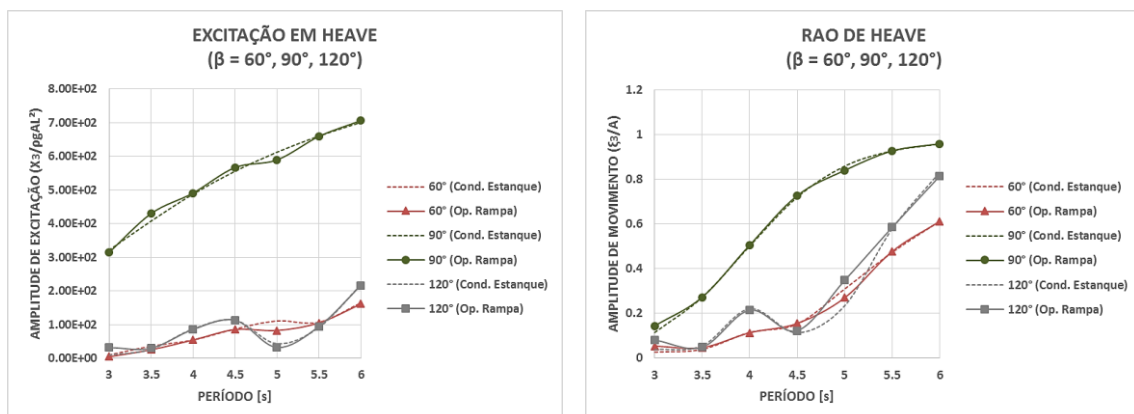 EXCITAÇÃO EM HEAVE
(β = 60°, 90°, 120°)
AMPLITUDE DE EXCITAÇÃO (X₃/ρgAL²)
8.00E+02
7.00E+02
6.00E+02
5.00E+02
4.00E+02
3.00E+02
2.00E+02
1.00E+02
0.00E+00
3 3.5 4 4.5 5 5.5 6
PERÍODO [s]
60° (Cond. Estanque)
60° (Op. Rampa)
90° (Cond. Estanque)
90° (Op. Rampa)
120° (Cond. Estanque)
120° (Op. Rampa)
RAO DE HEAVE
(β = 60°, 90°, 120°)
AMPLITUDE DE MOVIMENTO (ξ₃/A)
1.2
1
0.8
0.6
0.4
0.2
0
3 3.5 4 4.5 5 5.5 6
PERÍODO [s]
60° (Cond. Estanque)
60° (Op. Rampa)
90° (Cond. Estanque)
90° (Op. Rampa)
120° (Cond. Estanque)
120° (Op. Rampa)